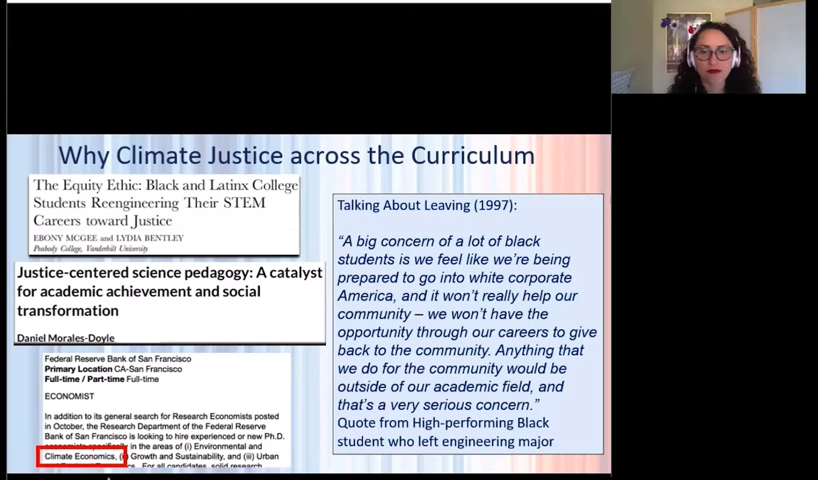 Why Climate Justice across the Curriculum
The Equity Ethic: Black and Latinx College
Students Reengineering Their STEM
Careers toward Justice
EBONY MCGEE and LYDIA BENTLEY
Peabody College, Vanderbilt University
Justice-centered science pedagogy: A catalyst
for academic achievement and social
transformation
Daniel Morales-Doyle
Federal Reserve Bank of San Francisco
Primary Location CA-San Francisco
Full-time / Part-time Full-time
ECONOMIST
In addition to its general search for Research Economists posted
in October, the Research Department of the Federal Reserve
Bank of San Francisco is looking to hire experienced or new Ph.D.
economists specifically in the areas of (i) Environmental and
Climate Economics, (ii) Growth and Sustainability, and (iii) Urban
For all candidates, solid research
Talking About Leaving (1997):
“A big concern of a lot of black
students is we feel like we’re being
prepared to go into white corporate
America, and it won’t really help our
community – we won’t have the
opportunity through our careers to give
back to the community. Anything that
we do for the community would be
outside of our academic field, and
that’s a very serious concern.”
Quote from High-performing Black
student who left engineering major